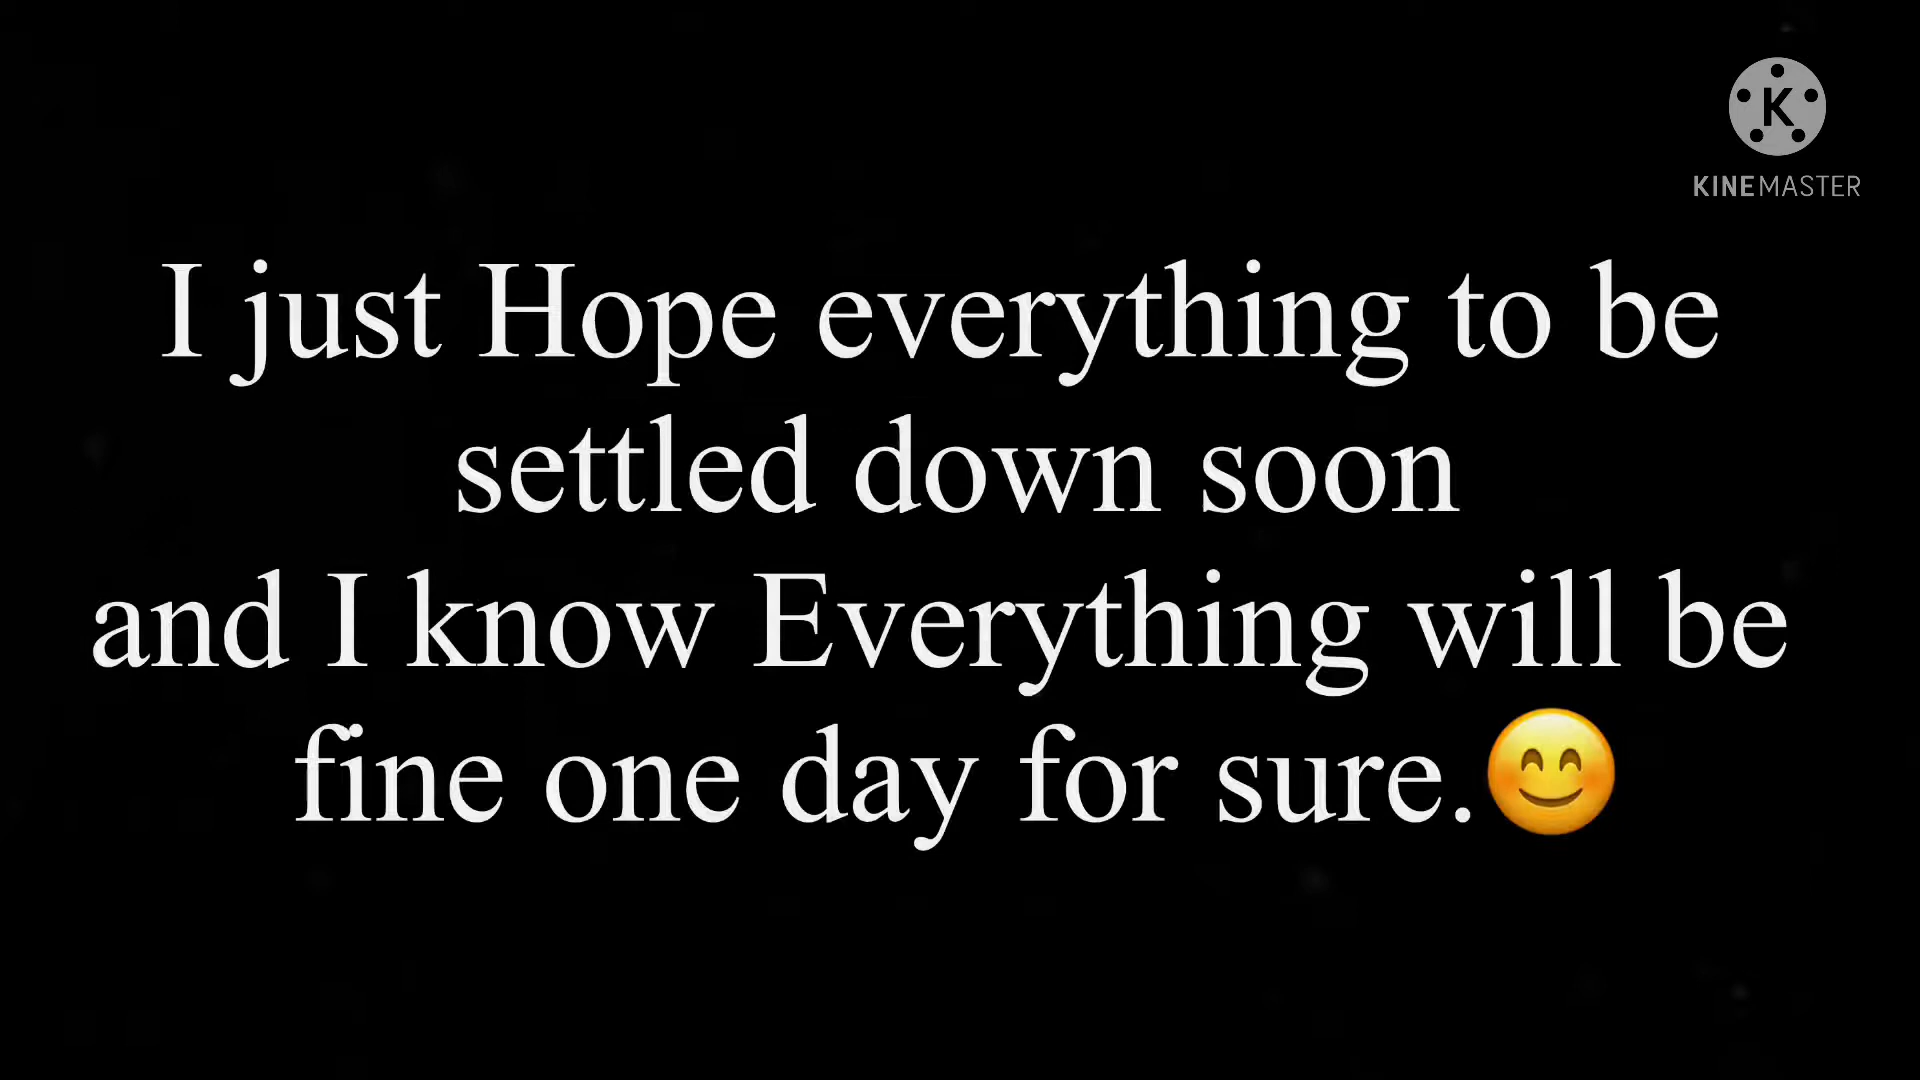 K
KINEMASTER
I just Hope everything to be
settled down soon
and I know Everything will be
fine one day for sure.😊